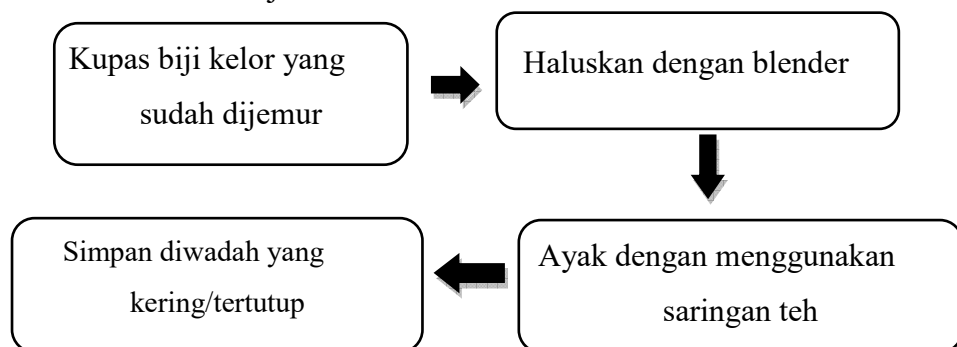 Kupas biji kelor yang
sudah dijemur
Haluskan dengan blender
Ayak dengan menggunakan
saringan teh
Simpan diwadah yang
kering/tertutup